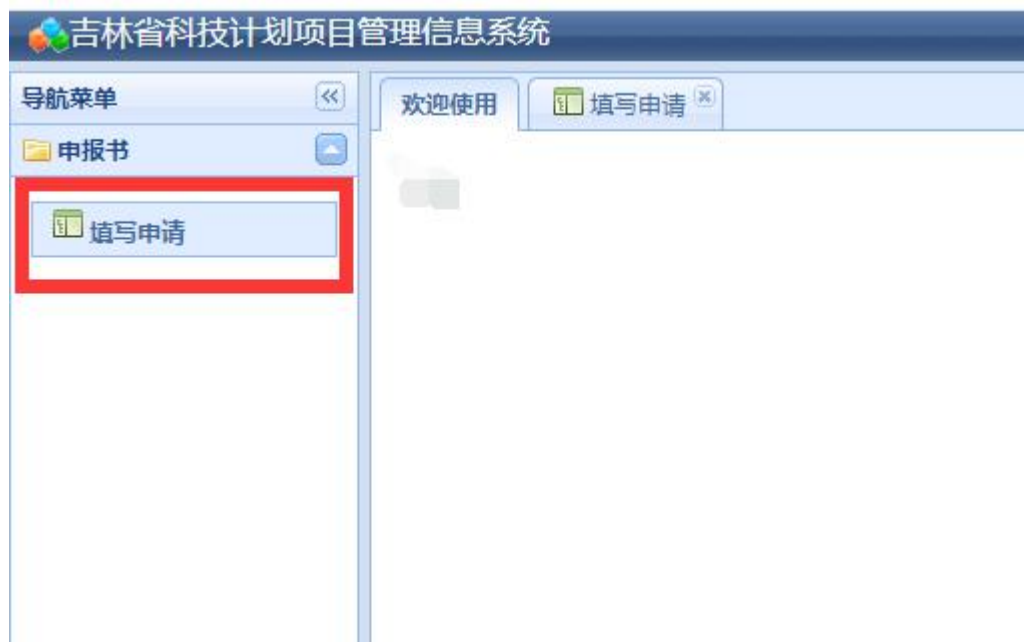 吉林省科技计划项目管理信息系统
导航菜单
欢迎使用
填写申请
申报书
填写申请